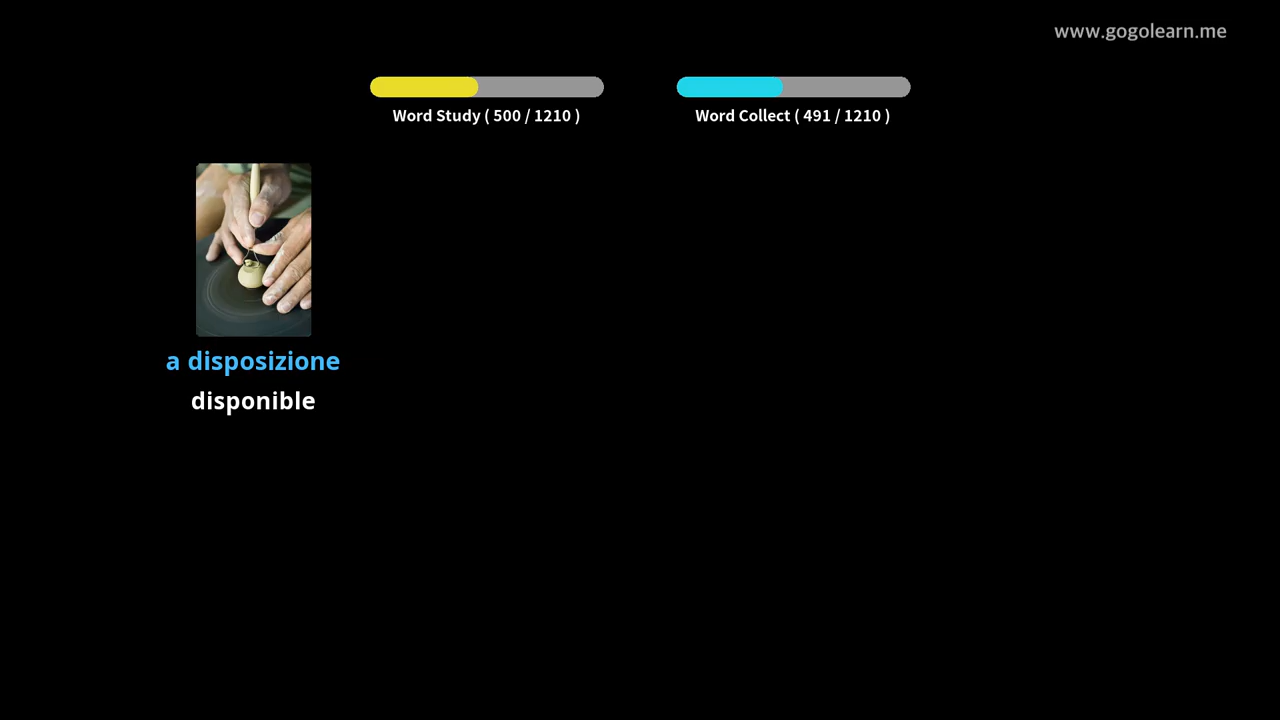 www.gogolearn.me
Word Study ( 500 / 1210 )
Word Collect ( 491 / 1210 )
a disposizione
disponible